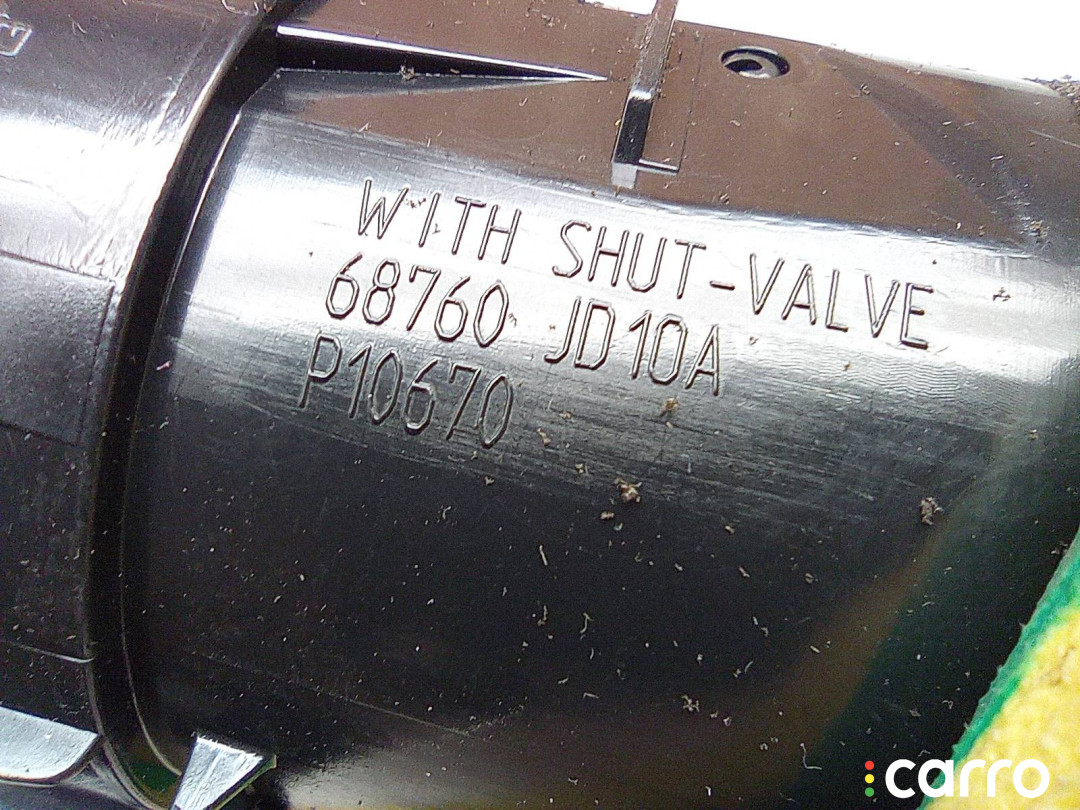 WITH SHUT-VALVE
68760 JD10A
P10670
carro